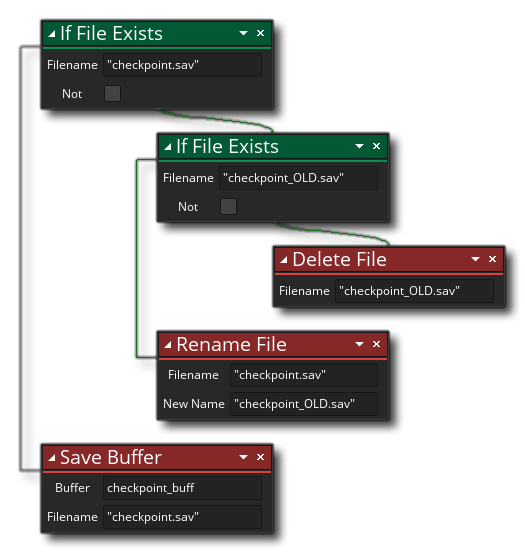 If File Exists
Filename "checkpoint.sav"
Not
If File Exists
Filename "checkpoint_OLD.sav"
Not
Delete File
Filename "checkpoint_OLD.sav"
Rename File
Filename "checkpoint.sav"
New Name "checkpoint_OLD.sav"
Save Buffer
Buffer checkpoint_buff
Filename "checkpoint.sav"